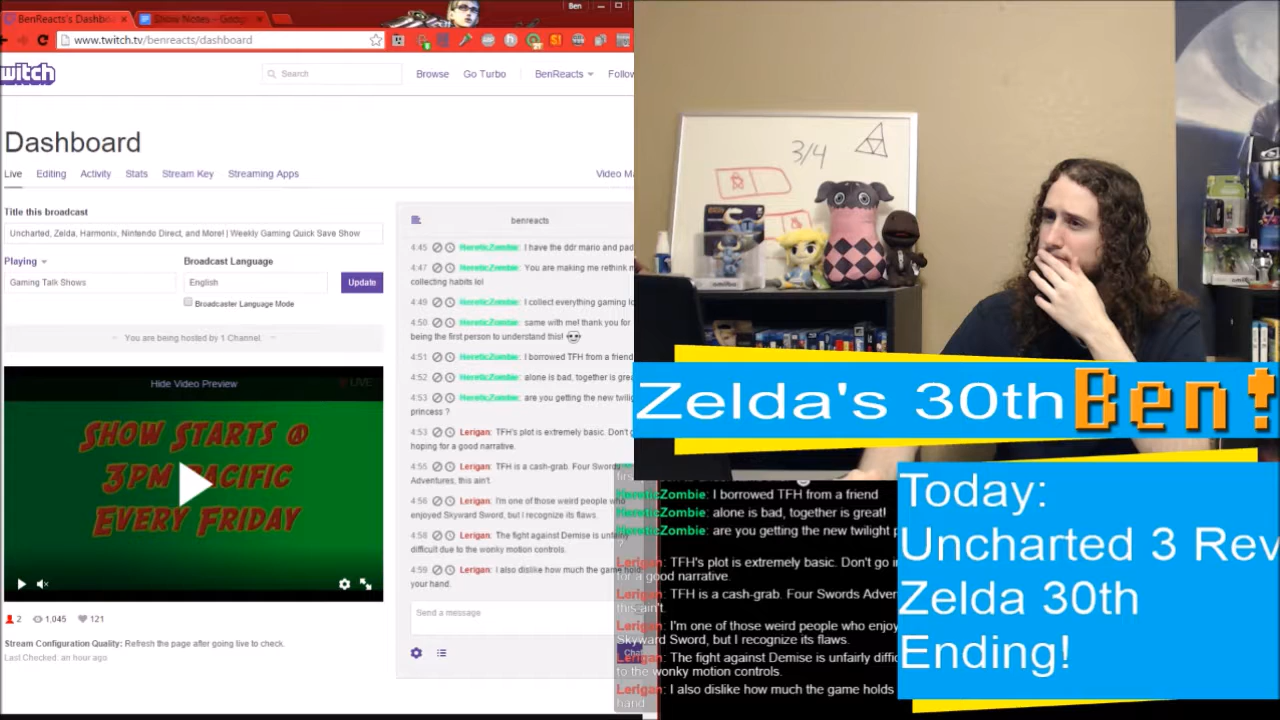 BenReacts's Dashbo
Show Notes - Goog
Ben
www.twitch.tv/benreacts/dashboard
witch
Search
Browse
Go Turbo
BenReacts
Follow
Dashboard
Live
Editing
Activity
Stats
Stream Key
Streaming Apps
Video Ma
Title this broadcast
Uncharted, Zelda, Harmonix, Nintendo Direct, and More! | Weekly Gaming Quick Save Show
Playing
Broadcast Language
Gaming Talk Shows
English
Update
Broadcaster Language Mode
You are being hosted by 1 Channel.
Hide Video Preview
LIVE
Show Starts @
3PM Pacific
Every Friday
2
1,045
121
Stream Configuration Quality: Refresh the page after going live to check.
Last Checked: an hour ago
benreacts
4:45 HereticZombie: I have the ddr mario and pad
4:47 HereticZombie: You are making me rethink m
collecting habits lol
4:49 HereticZombie: I collect everything gaming
4:50 HereticZombie: same with me! thank you for
being the first person to understand this!
4:51 HereticZombie: I borrowed TFH from a friend
4:52 HereticZombie: alone is bad, together is grea
4:53 HereticZombie: are you getting the new twilight
princess ?
4:53 Lerigan: TFH's plot is extremely basic. Don't go
hoping for a good narrative.
4:55 Lerigan: TFH is a cash-grab. Four Swords
Adventures, this ain't.
4:56 Lerigan: I'm one of those weird people who
enjoyed Skyward Sword, but I recognize its flaws.
4:58 Lerigan: The fight against Demise is unfairly
difficult due to the wonky motion controls.
4:59 Lerigan: I also dislike how much the game hold
your hand.
Send a message
Cha
3/4
amiibo
Zelda's 30th Ben!
HereticZombie: I borrowed TFH from a friend
HereticZombie: alone is bad, together is great!
HereticZombie: are you getting the new twilight p
?
Lerigan: TFH's plot is extremely basic. Don't go i
for a good narrative.
Lerigan: TFH is a cash-grab. Four Swords Adven
this ain't.
Lerigan: I'm one of those weird people who enjoy
Skyward Sword, but I recognize its flaws.
Lerigan: The fight against Demise is unfairly diffic
to the wonky motion controls.
Lerigan: I also dislike how much the game holds
hand.
Today:
Uncharted 3 Rev
Zelda 30th
Ending!